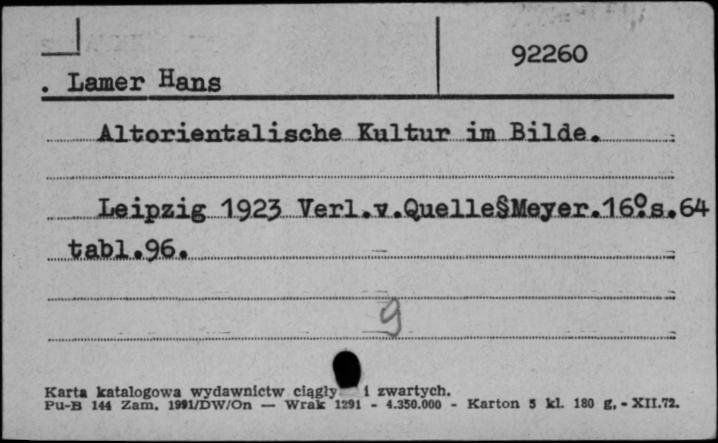 92260
. Lamer Hans
Altorientalische Kultur im Bilde.
Leipzig 1923 Verl.v.Quelle§Meyer.16º.s.64
tabl.96.
9
Karta katalogowa wydawnictw ciągły i zwartych.
Pu-B 144 Zam. 1991/DW/On — Wrak 1291 - 4.350.000 - Karton 5 kl. 180 g. - XII.72.